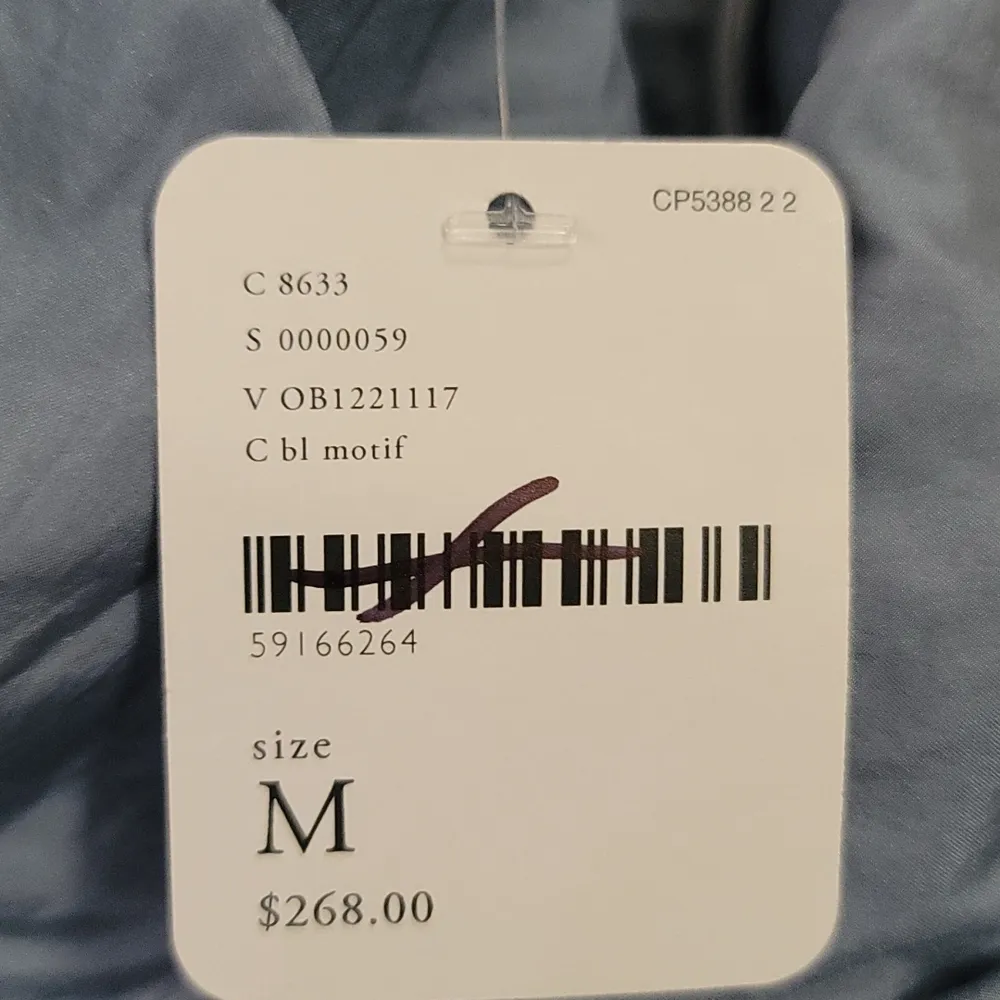 CP5388 2 2
C 8633
S 0000059
V OB1221117
C bl motif
59166264
size
M
$268.00